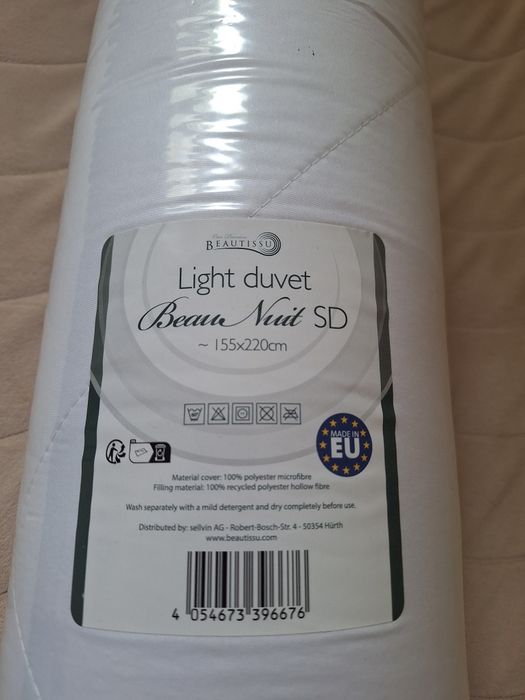 BEAUTISSU
Light duvet
Beau Nuit SD
~ 155x220cm
MADE IN
EU
Material cover: 100% polyester microfibre
Filling material: 100% recycled polyester hollow fibre
Wash separately with a mild detergent and dry completely before use.
Distributed by: sellvin AG - Robert-Bosch-Str. 4 - 50354 Hürth
www.beautissu.com
4 054673 396676